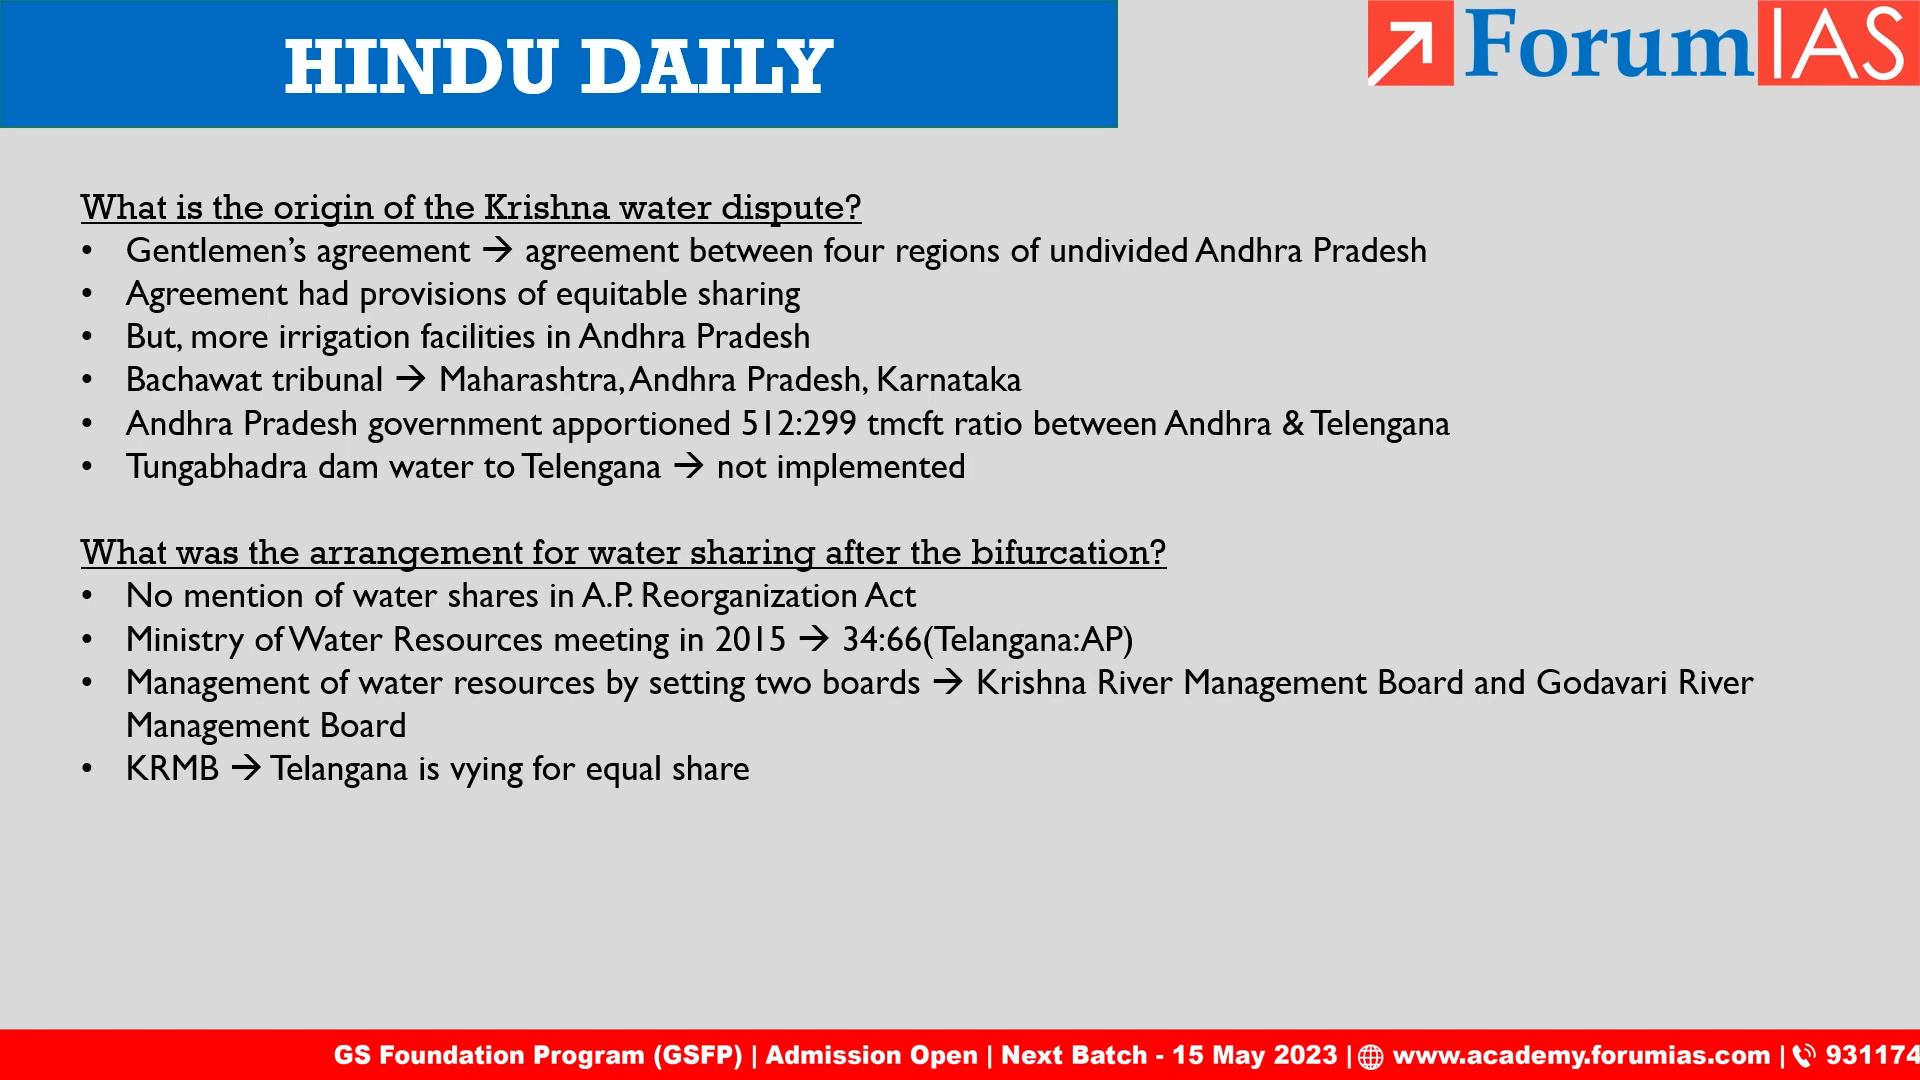 HINDU DAILY
ForumIAS
What is the origin of the Krishna water dispute?
• Gentlemen’s agreement → agreement between four regions of undivided Andhra Pradesh
• Agreement had provisions of equitable sharing
• But, more irrigation facilities in Andhra Pradesh
• Bachawat tribunal → Maharashtra, Andhra Pradesh, Karnataka
• Andhra Pradesh government apportioned 512:299 tmcft ratio between Andhra & Telengana
• Tungabhadra dam water to Telengana → not implemented
What was the arrangement for water sharing after the bifurcation?
• No mention of water shares in A.P. Reorganization Act
• Ministry of Water Resources meeting in 2015 → 34:66(Telangana:AP)
• Management of water resources by setting two boards → Krishna River Management Board and Godavari River
Management Board
• KRMB → Telangana is vying for equal share
GS Foundation Program (GSFP) | Admission Open | Next Batch - 15 May 2023 | www.academy.forumias.com | 931174